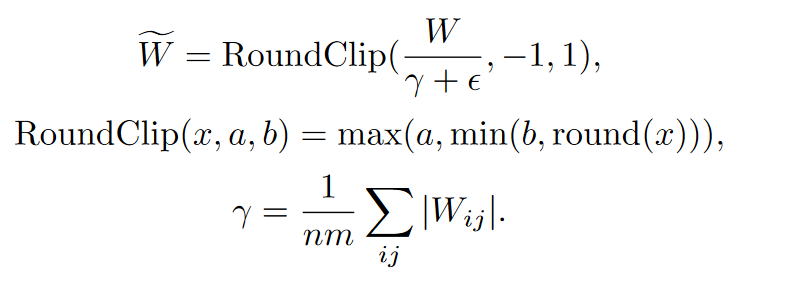 W̃ = RoundClip(W/(γ + ϵ), −1, 1),
RoundClip(x, a, b) = max(a, min(b, round(x))),
γ = 1/(nm) ∑_{ij} |W_{ij}|.